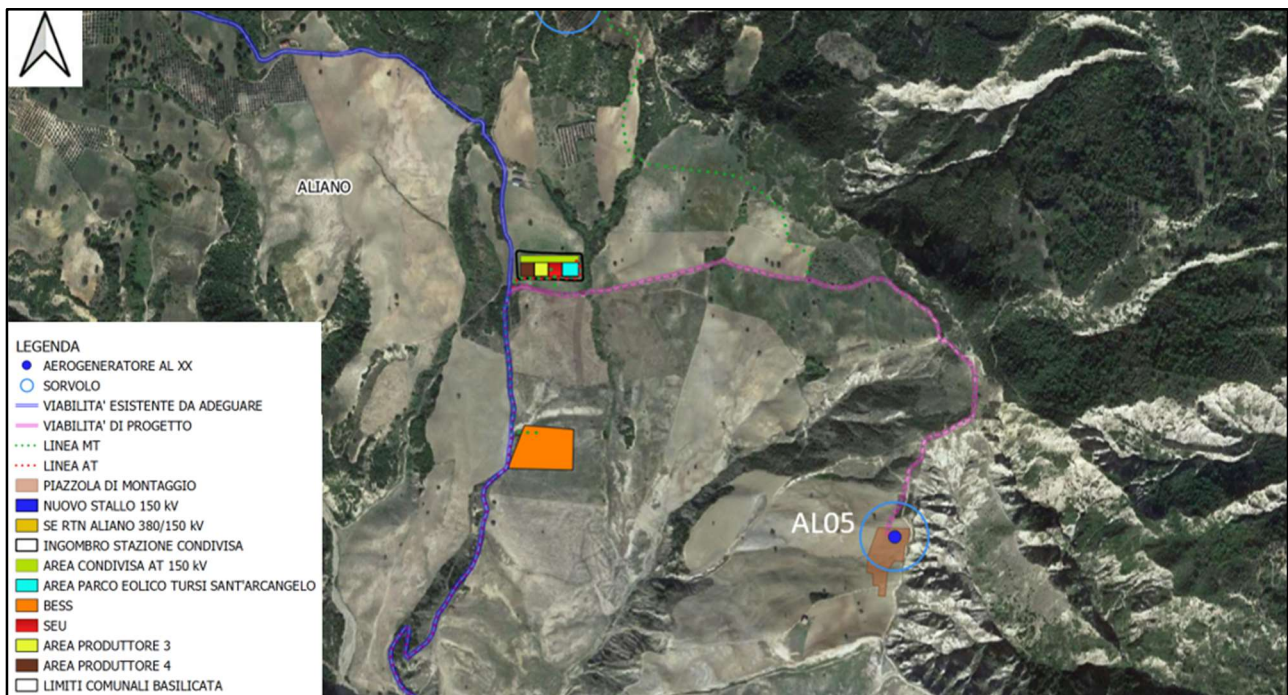 ALIANO
AL05
LEGENDA
AEROGENERATORE AL XX
SORVOLO
VIABILITA' ESISTENTE DA ADEGUARE
VIABILITA' DI PROGETTO
LINEA MT
LINEA AT
PIAZZOLA DI MONTAGGIO
NUOVO STALLO 150 kV
SE RTN ALIANO 380/150 kV
INGOMBRO STAZIONE CONDIVISA
AREA CONDIVISA AT 150 kV
AREA PARCO EOLICO TURSI SANT'ARCANGELO
BESS
SEU
AREA PRODUTTORE 3
AREA PRODUTTORE 4
LIMITI COMUNALI BASILICATA